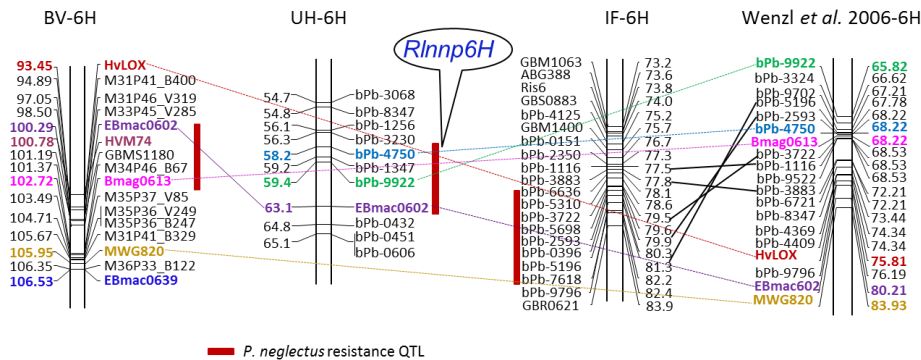 BV-6H
UH-6H
IF-6H
Wenzl et al. 2006-6H
Rlnnp6H
93.45 HvLOX
94.89 M31P41_B400
97.05 M31P46_V319
98.50 M33P45_V285
100.29 EBmac0602
100.78 HVM74
101.19 GBMS1180
101.37 M34P46_B67
102.72 Bmag0613
103.49 M35P37_V85
104.71 M35P36_V249
M35P36_B247
105.67 M31P41_B329
105.95 MWG820
106.35 M36P33_B122
106.53 EBmac0639
54.7 bPb-3068
54.8 bPb-8347
56.1 bPb-1256
56.3 bPb-3230
58.2 bPb-4750
59.2 bPb-1347
59.4 bPb-9922
63.1 EBmac0602
64.8 bPb-0432
65.1 bPb-0451
bPb-0606
GBM1063 73.2
ABG388 73.6
Ris6 73.8
GBS0883 74.0
bPb-4125 75.2
GBM1400 75.7
bPb-0151 76.7
bPb-2350 77.3
bPb-1116 77.5
bPb-3883 77.8
bPb-6636 78.1
bPb-5310 78.6
bPb-3722 79.5
bPb-5698 79.6
bPb-2593 79.9
bPb-0396 80.3
bPb-5196 81.3
bPb-7618 82.2
bPb-9796 82.4
GBR0621 83.9
bPb-9922 65.82
bPb-3324 66.62
bPb-9702 67.21
bPb-5196 67.78
bPb-2593 68.22
bPb-4750 68.22
Bmag0613 68.22
bPb-3722 68.53
bPb-1116 68.53
bPb-9522 68.53
bPb-3883 72.21
bPb-6721 72.21
bPb-8347 73.44
bPb-4369 74.34
bPb-4409 74.34
HvLOX 75.81
bPb-9796 76.19
EBmac602 80.21
MWG820 83.93
P. neglectus resistance QTL